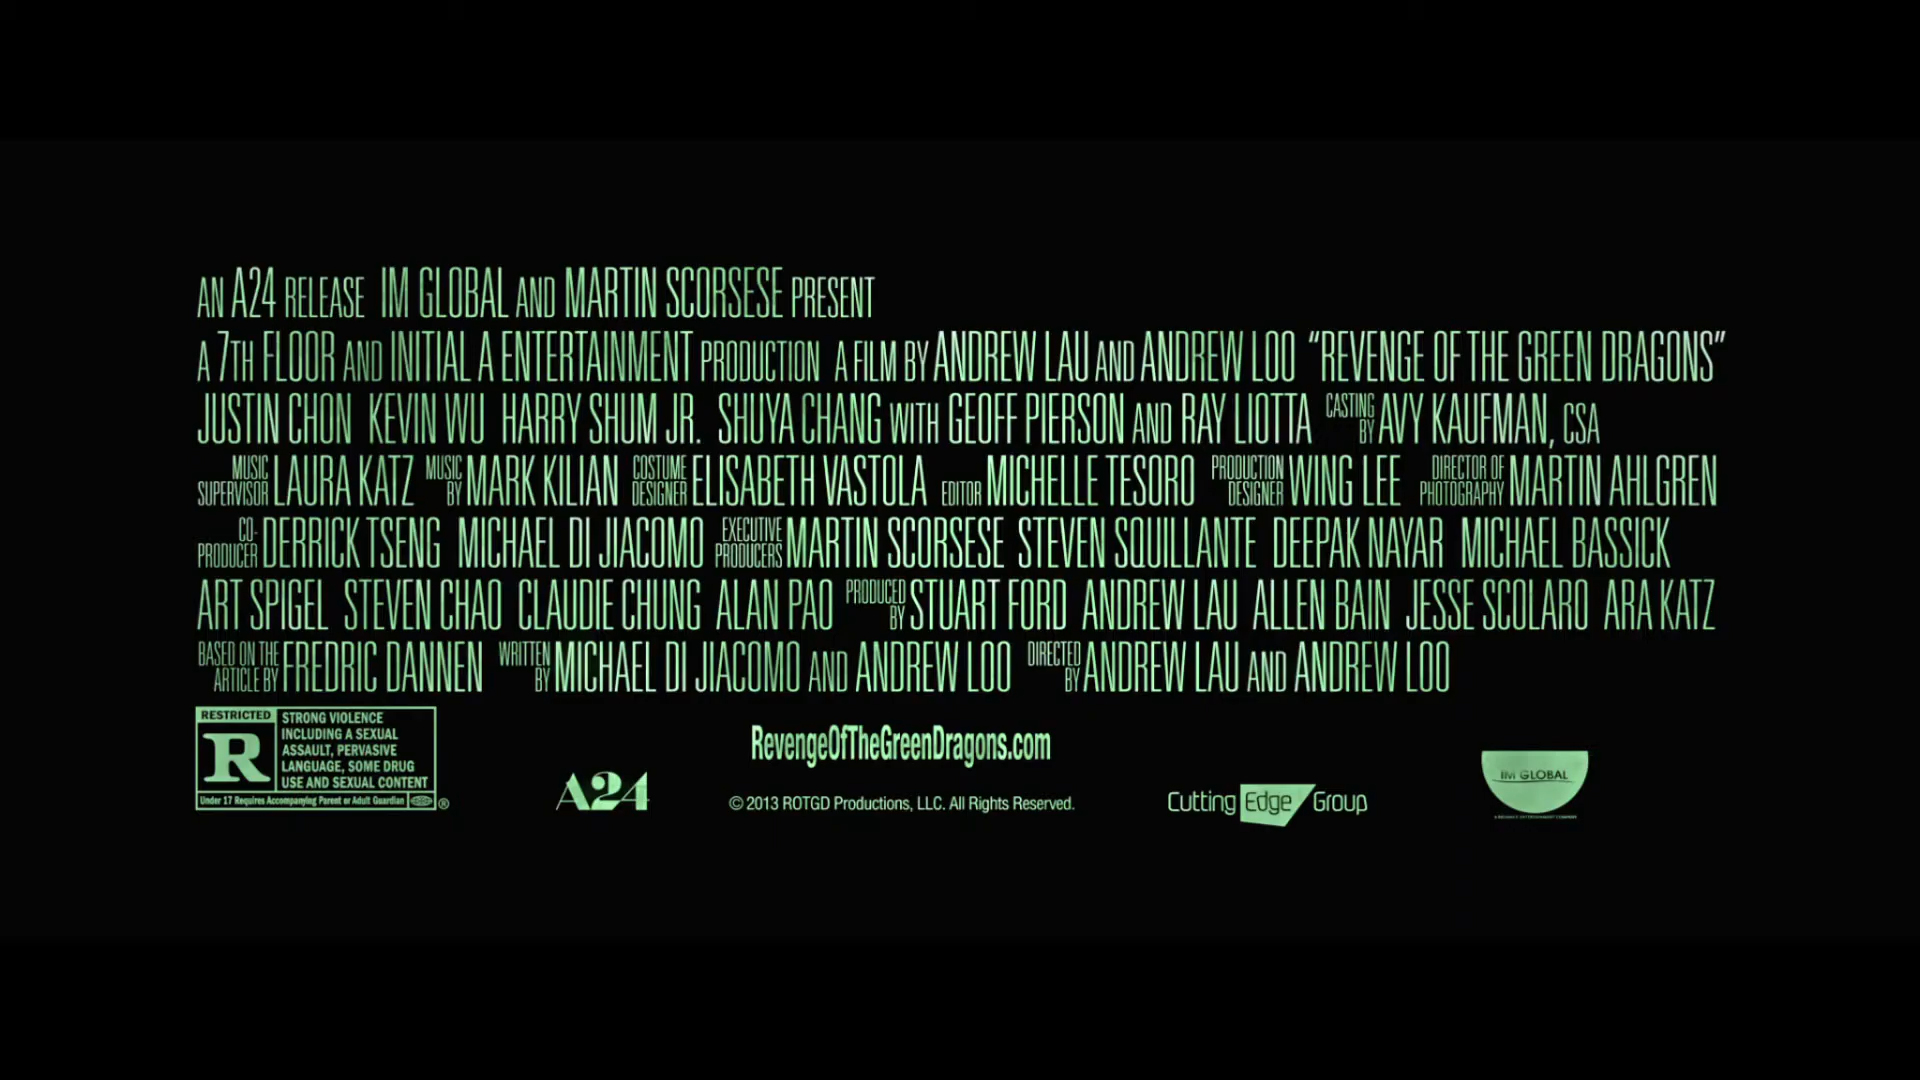 AN A24 RELEASE IM GLOBAL AND MARTIN SCORSESE PRESENT
A 7TH FLOOR AND INITIAL A ENTERTAINMENT PRODUCTION A FILM BY ANDREW LAU AND ANDREW LOO “REVENGE OF THE GREEN DRAGONS”
JUSTIN CHON KEVIN WU HARRY SHUM JR. SHUYA CHANG WITH GEOFF PIERSON AND RAY LIOTTA CASTING BY AVY KAUFMAN, CSA
MUSIC SUPERVISOR LAURA KATZ MUSIC BY MARK KILIAN COSTUME DESIGNER ELISABETH VASTOLA EDITOR MICHELLE TESORO PRODUCTION DESIGNER WING LEE DIRECTOR OF PHOTOGRAPHY MARTIN AHLGREN
CO-PRODUCER DERRICK TSENG MICHAEL DI JIACOMO EXECUTIVE PRODUCERS MARTIN SCORSESE STEVEN SQUILLANTE DEEPAK NAYAR MICHAEL BASSICK
ART SPIGEL STEVEN CHAO CLAUDIE CHUNG ALAN PAO PRODUCED BY STUART FORD ANDREW LAU ALLEN BAIN JESSE SCOLARO ARA KATZ
BASED ON THE ARTICLE BY FREDRIC DANNEN WRITTEN BY MICHAEL DI JIACOMO AND ANDREW LOO DIRECTED BY ANDREW LAU AND ANDREW LOO
RESTRICTED
R
STRONG VIOLENCE
INCLUDING A SEXUAL
ASSAULT, PERVASIVE
LANGUAGE, SOME DRUG
USE AND SEXUAL CONTENT
Under 17 Requires Accompanying Parent or Adult Guardian ®
A24
RevengeOfTheGreenDragons.com
© 2013 ROTGD Productions, LLC. All Rights Reserved.
Cutting Edge Group
IM GLOBAL
A RELIANCE ENTERTAINMENT COMPANY